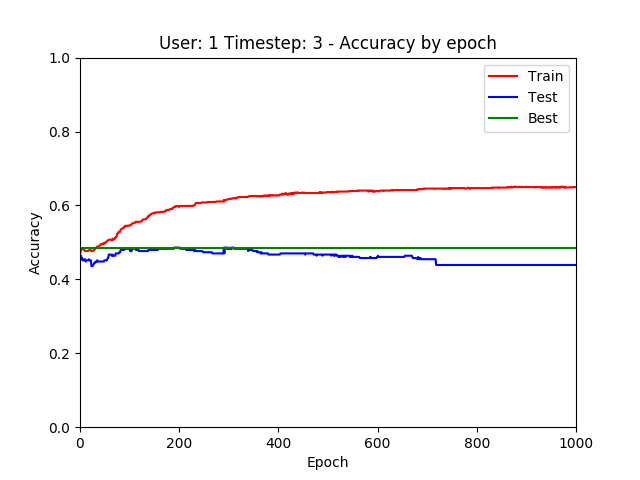 User: 1 Timestep: 3 - Accuracy by epoch
1.0
0.8
0.6
0.4
0.2
0.0
Accuracy
Train
Test
Best
0 200 400 600 800 1000
Epoch